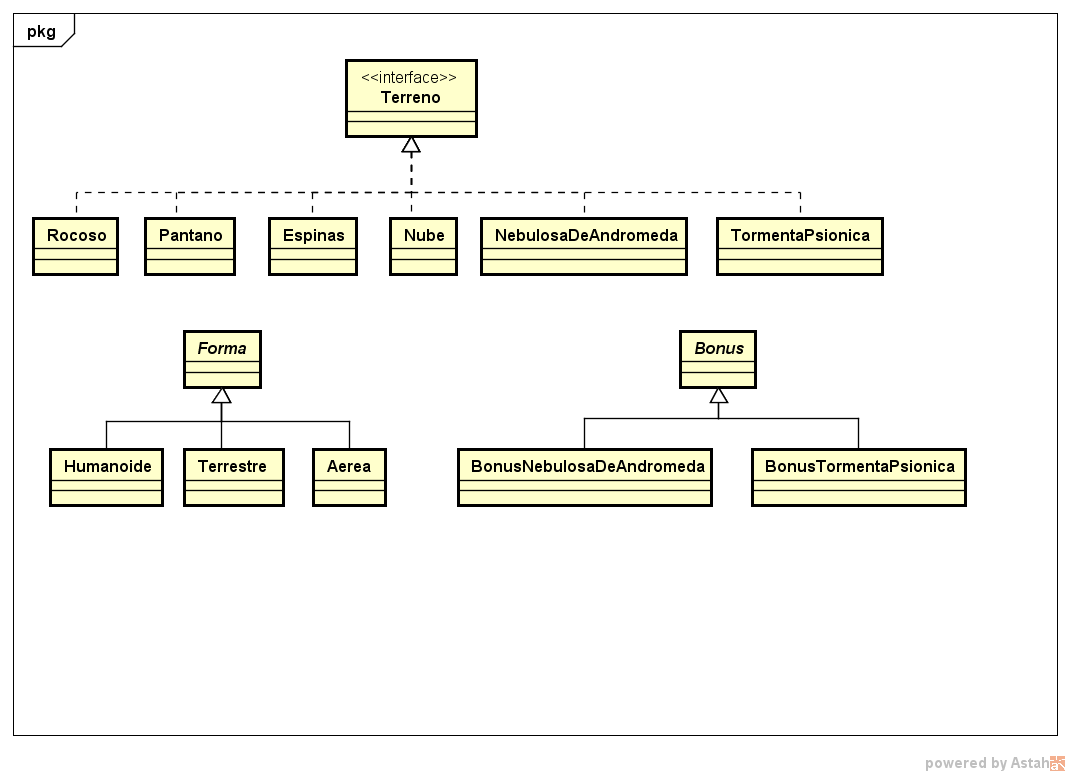 pkg
<<interface>>
Terreno
Rocoso
Pantano
Espinas
Nube
NebulosaDeAndromeda
TormentaPsionica
Forma
Bonus
Humanoide
Terrestre
Aerea
BonusNebulosaDeAndromeda
BonusTormentaPsionica
powered by Astah